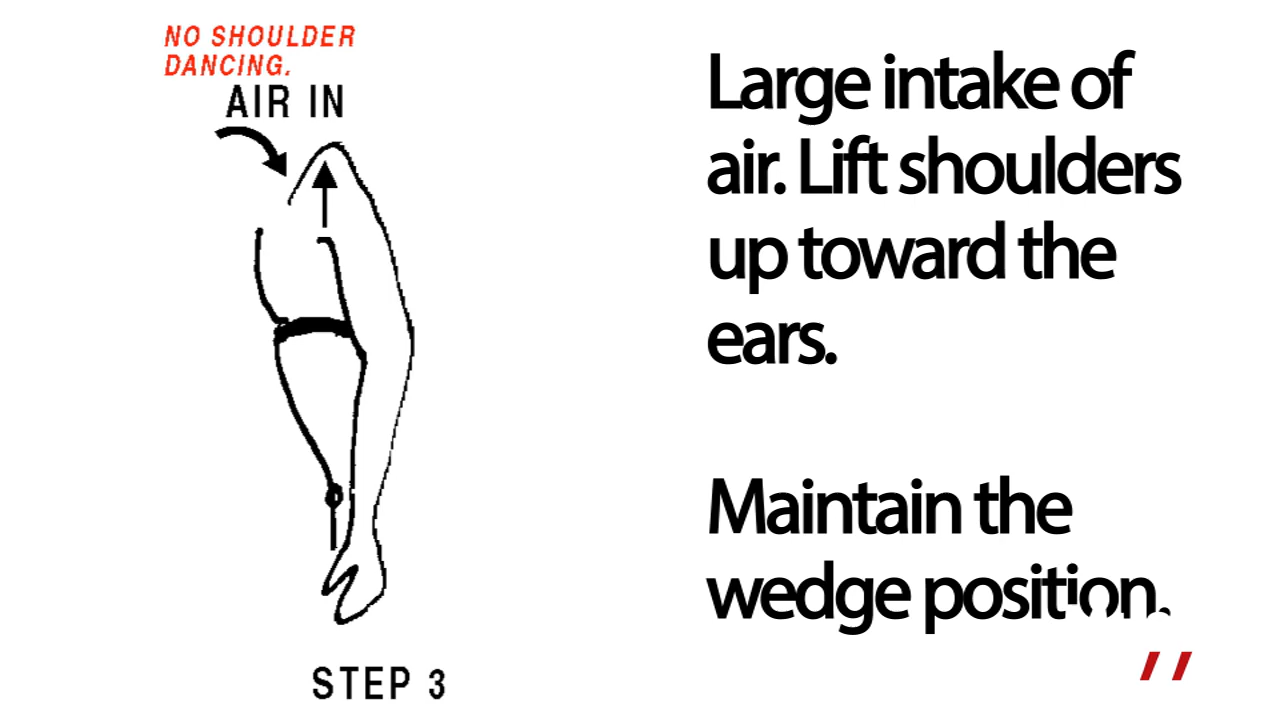 NO SHOULDER
DANCING.
AIR IN
STEP 3
Large intake of
air. Lift shoulders
up toward the
ears.
Maintain the
wedge position.